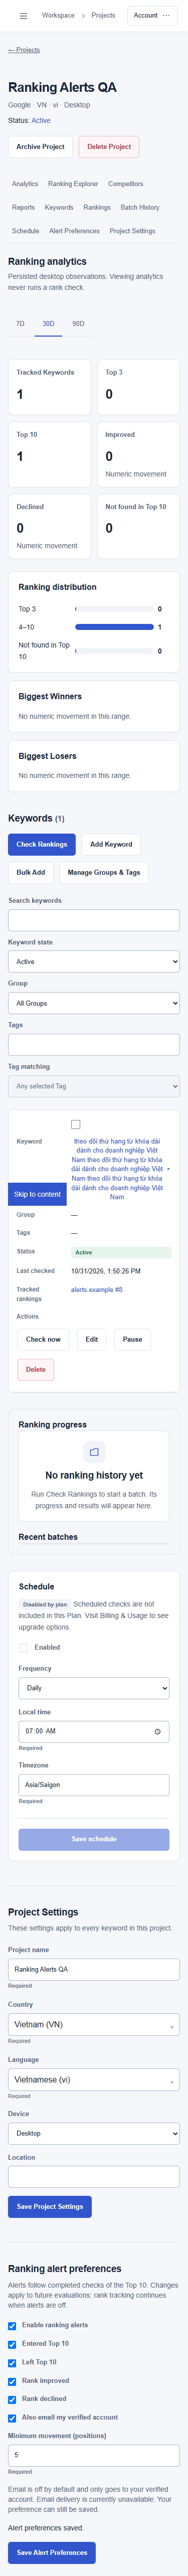 Workspace > Projects
Account ···
← Projects
Ranking Alerts QA
Google · VN · vi · Desktop
Status: Active
Archive Project
Delete Project
Analytics
Ranking Explorer
Competitors
Reports
Keywords
Rankings
Batch History
Schedule
Alert Preferences
Project Settings
Ranking analytics
Persisted desktop observations. Viewing analytics
never runs a rank check.
7D
30D
90D
Tracked Keywords
1
Top 3
0
Top 10
1
Improved
0
Numeric movement
Declined
0
Numeric movement
Not found in Top 10
0
Ranking distribution
Top 3
0
4–10
1
Not found in Top
10
0
Biggest Winners
No numeric movement in this range.
Biggest Losers
No numeric movement in this range.
Keywords (1)
Check Rankings
Add Keyword
Bulk Add
Manage Groups & Tags
Search keywords
Keyword state
Active
Group
All Groups
Tags
Tag matching
Any selected Tag
Keyword
theo dõi thứ hạng từ khóa dài
dành cho doanh nghiệp Việt
Nam theo dõi thứ hạng từ khóa
dài dành cho doanh nghiệp Việt •
Nam theo dõi thứ hạng từ khóa
dài dành cho doanh nghiệp Việt
Nam
Skip to content
Group
—
Tags
—
Status
Active
Last checked
10/31/2026, 1:50:26 PM
Tracked
rankings
alerts.example #8
Actions
Check now
Edit
Pause
Delete
Ranking progress
No ranking history yet
Run Check Rankings to start a batch. Its
progress and results will appear here.
Recent batches
Schedule
Disabled by plan Scheduled checks are not
included in this Plan. Visit Billing & Usage to see
upgrade options.
Enabled
Frequency
Daily
Local time
07:00 AM
Required
Timezone
Asia/Saigon
Required
Save schedule
Project Settings
These settings apply to every keyword in this project.
Project name
Ranking Alerts QA
Required
Country
Vietnam (VN)
Required
Language
Vietnamese (vi)
Required
Device
Desktop
Location
Save Project Settings
Ranking alert preferences
Alerts follow completed checks of the Top 10. Changes
apply to future evaluations; rank tracking continues
when alerts are off.
Enable ranking alerts
Entered Top 10
Left Top 10
Rank improved
Rank declined
Also email my verified account
Minimum movement (positions)
5
Required
Email is off by default and only goes to your verified
account. Email delivery is currently unavailable. Your
preference can still be saved.
Alert preferences saved.
Save Alert Preferences